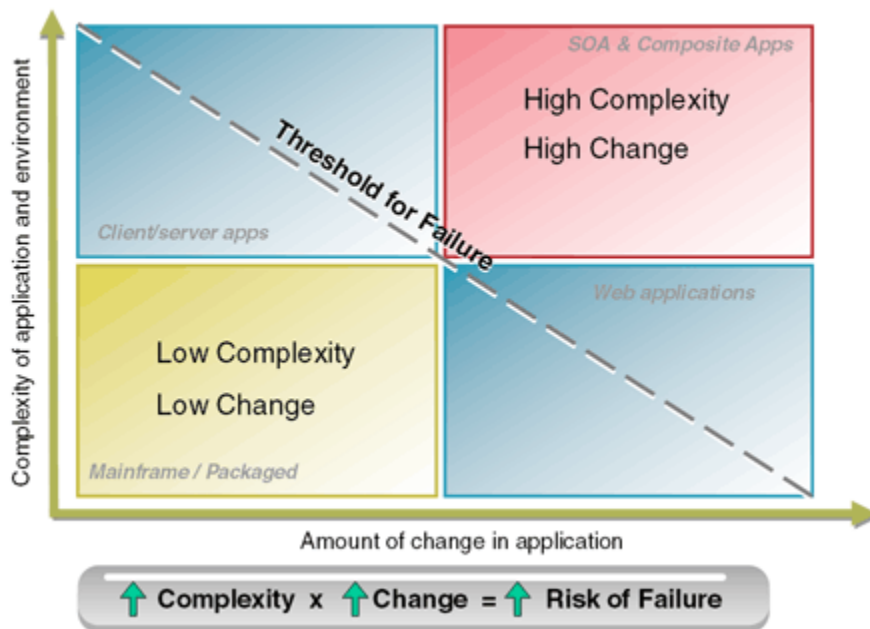 Complexity of application and environment
SOA & Composite Apps
High Complexity
High Change
Threshold for Failure
Client/server apps
Web applications
Low Complexity
Low Change
Mainframe / Packaged
Amount of change in application
Complexity x Change = Risk of Failure